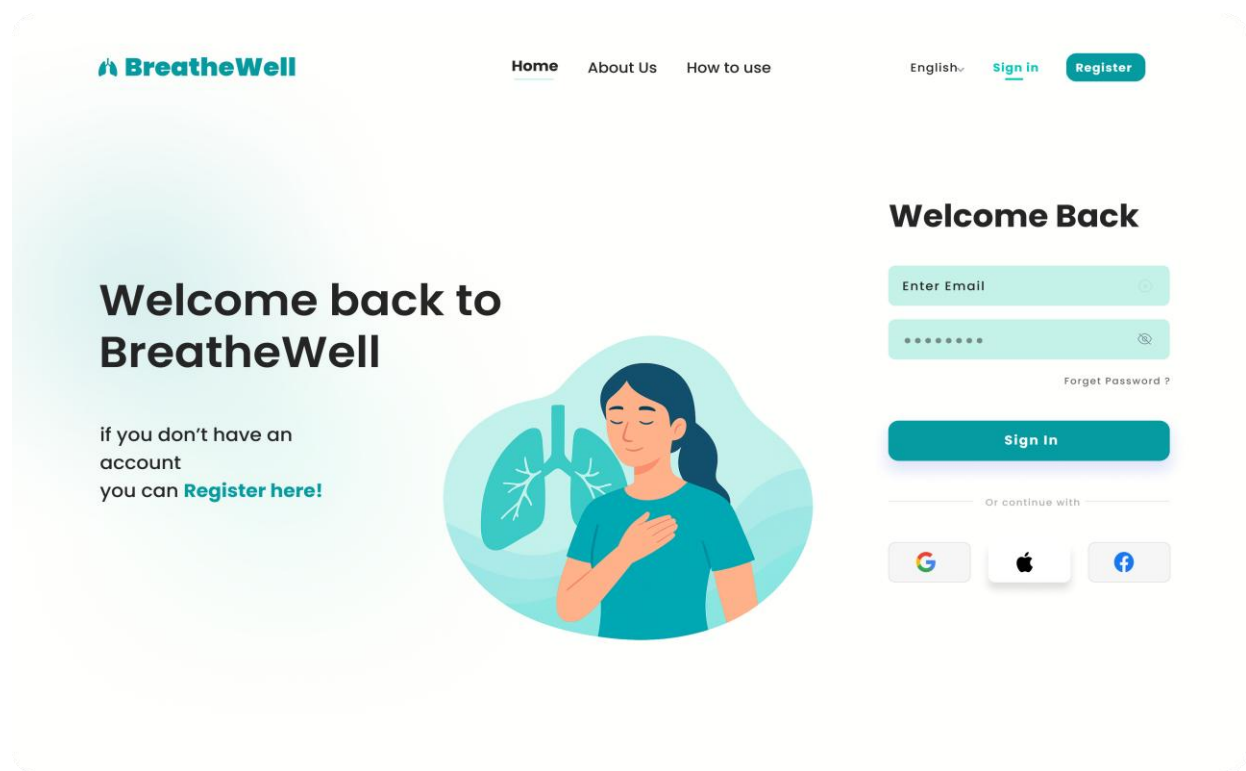 BreatheWell
Home
About Us
How to use
English
Sign in
Register
Welcome back to
BreatheWell
if you don’t have an
account
you can Register here!
Welcome Back
Enter Email
Forget Password ?
Sign In
Or continue with